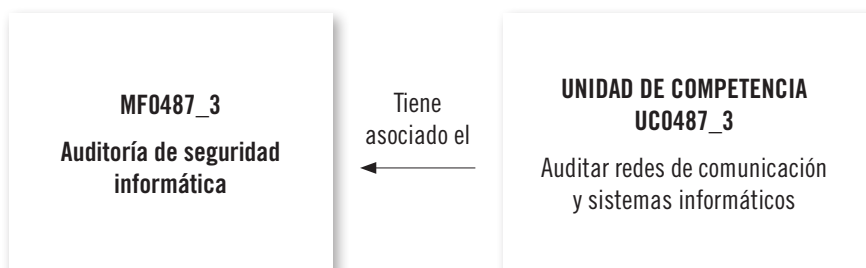 MF0487_3
Auditoría de seguridad
informática
Tiene
asociado el
UNIDAD DE COMPETENCIA
UC0487_3
Auditar redes de comunicación
y sistemas informáticos